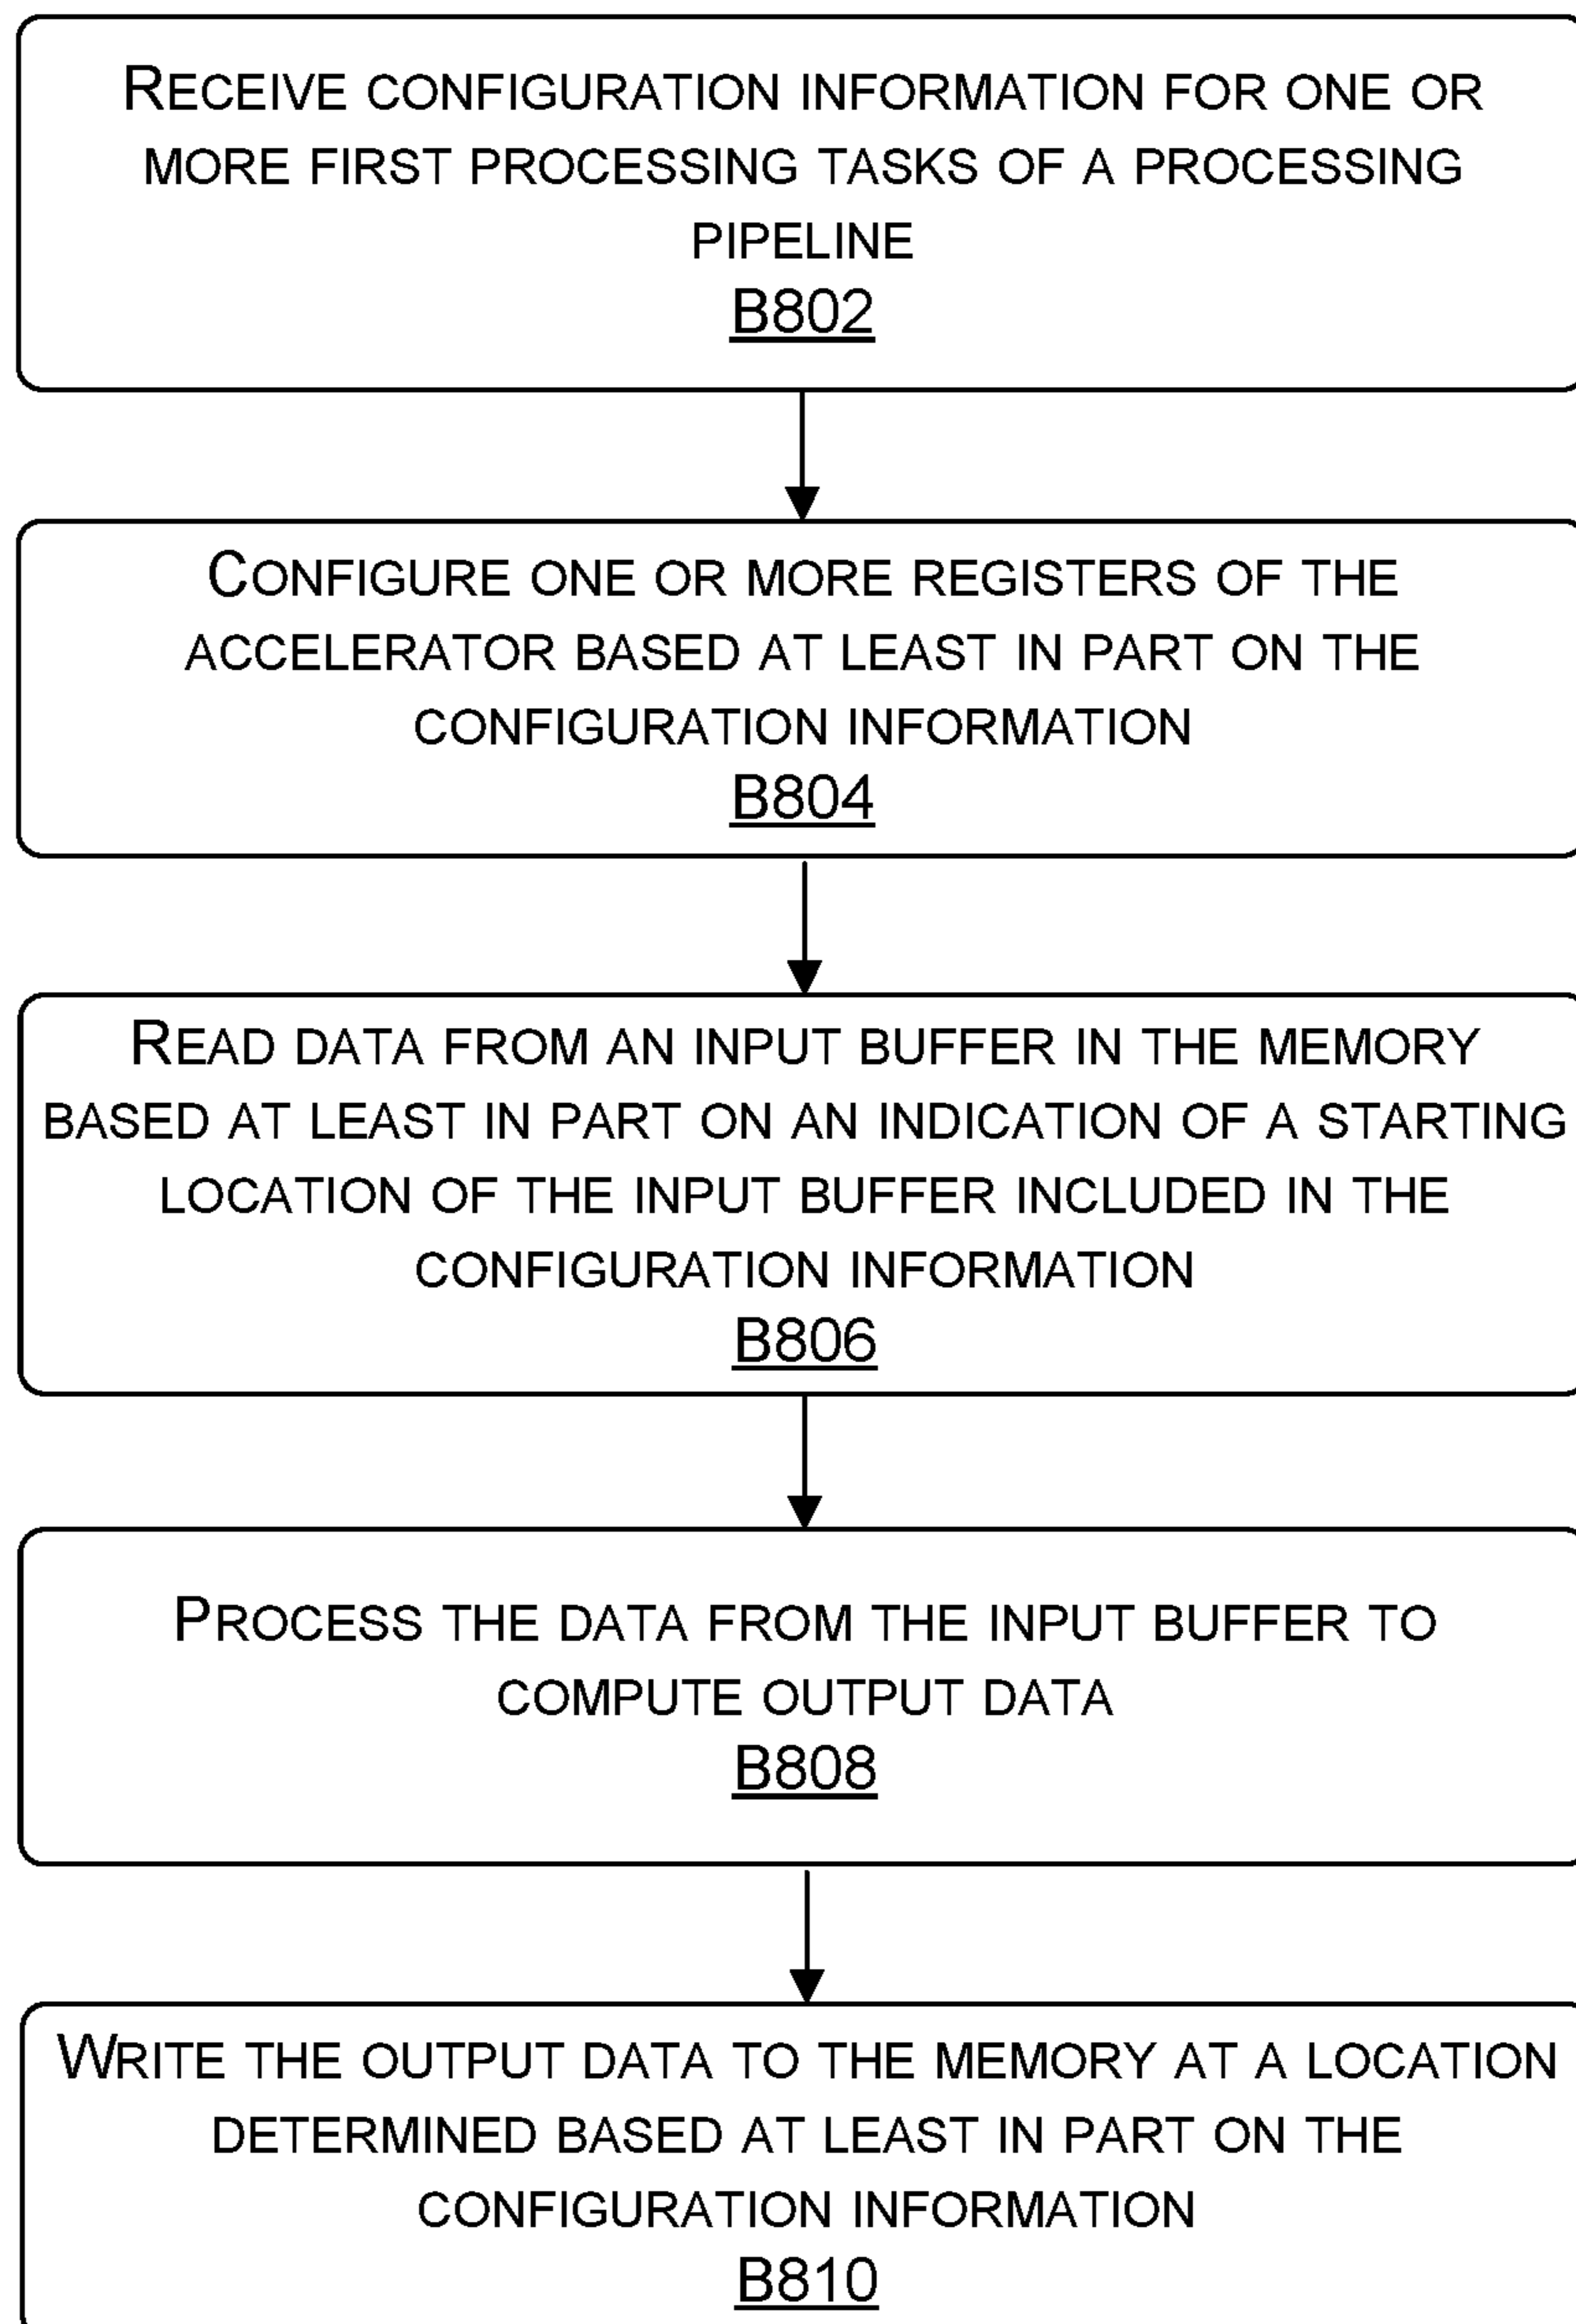 RECEIVE CONFIGURATION INFORMATION FOR ONE OR
MORE FIRST PROCESSING TASKS OF A PROCESSING
PIPELINE
B802
CONFIGURE ONE OR MORE REGISTERS OF THE
ACCELERATOR BASED AT LEAST IN PART ON THE
CONFIGURATION INFORMATION
B804
READ DATA FROM AN INPUT BUFFER IN THE MEMORY
BASED AT LEAST IN PART ON AN INDICATION OF A STARTING
LOCATION OF THE INPUT BUFFER INCLUDED IN THE
CONFIGURATION INFORMATION
B806
PROCESS THE DATA FROM THE INPUT BUFFER TO
COMPUTE OUTPUT DATA
B808
WRITE THE OUTPUT DATA TO THE MEMORY AT A LOCATION
DETERMINED BASED AT LEAST IN PART ON THE
CONFIGURATION INFORMATION
B810